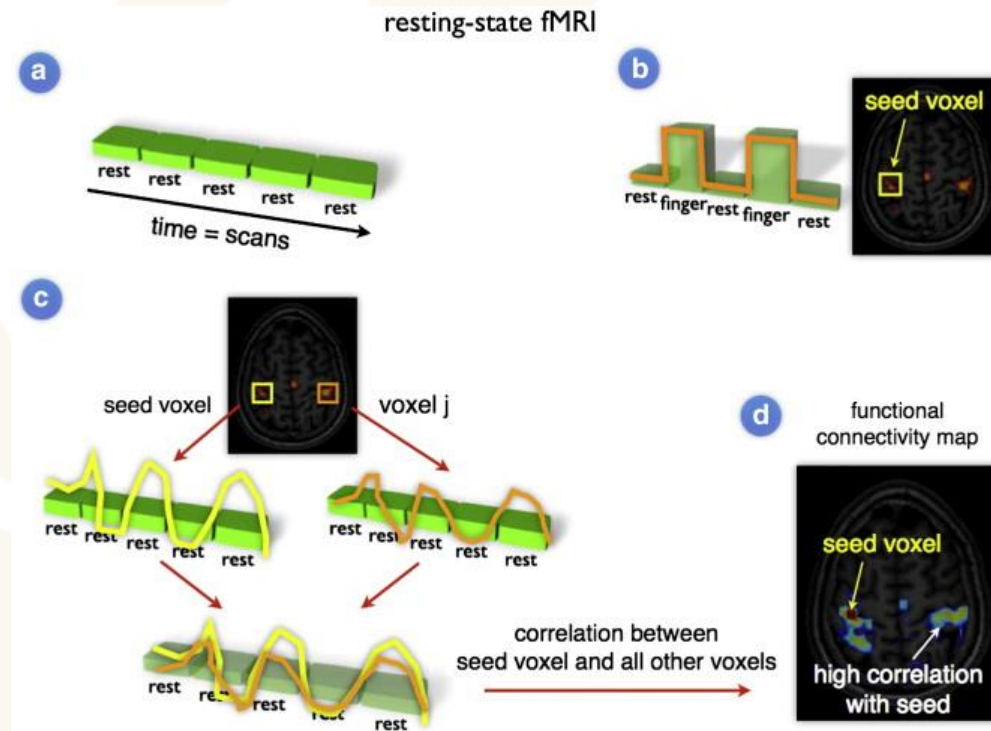 resting-state fMRI
a
rest
rest
rest
rest
rest
time = scans
b
seed voxel
rest finger rest finger rest
c
seed voxel
voxel j
rest rest rest rest rest
rest rest rest rest rest
rest rest rest rest rest
correlation between
seed voxel and all other voxels
d
functional
connectivity map
seed voxel
high correlation
with seed